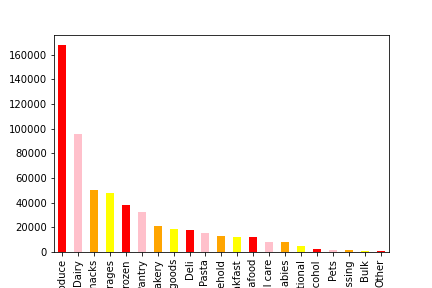 160000
140000
120000
100000
80000
60000
40000
20000
0
oduce
Dairy
nacks
rages
rozen
antry
akery
goods
Deli
Pasta
ehold
kfast
afood
l care
abies
tional
cohol
Pets
ssing
Bulk
Other